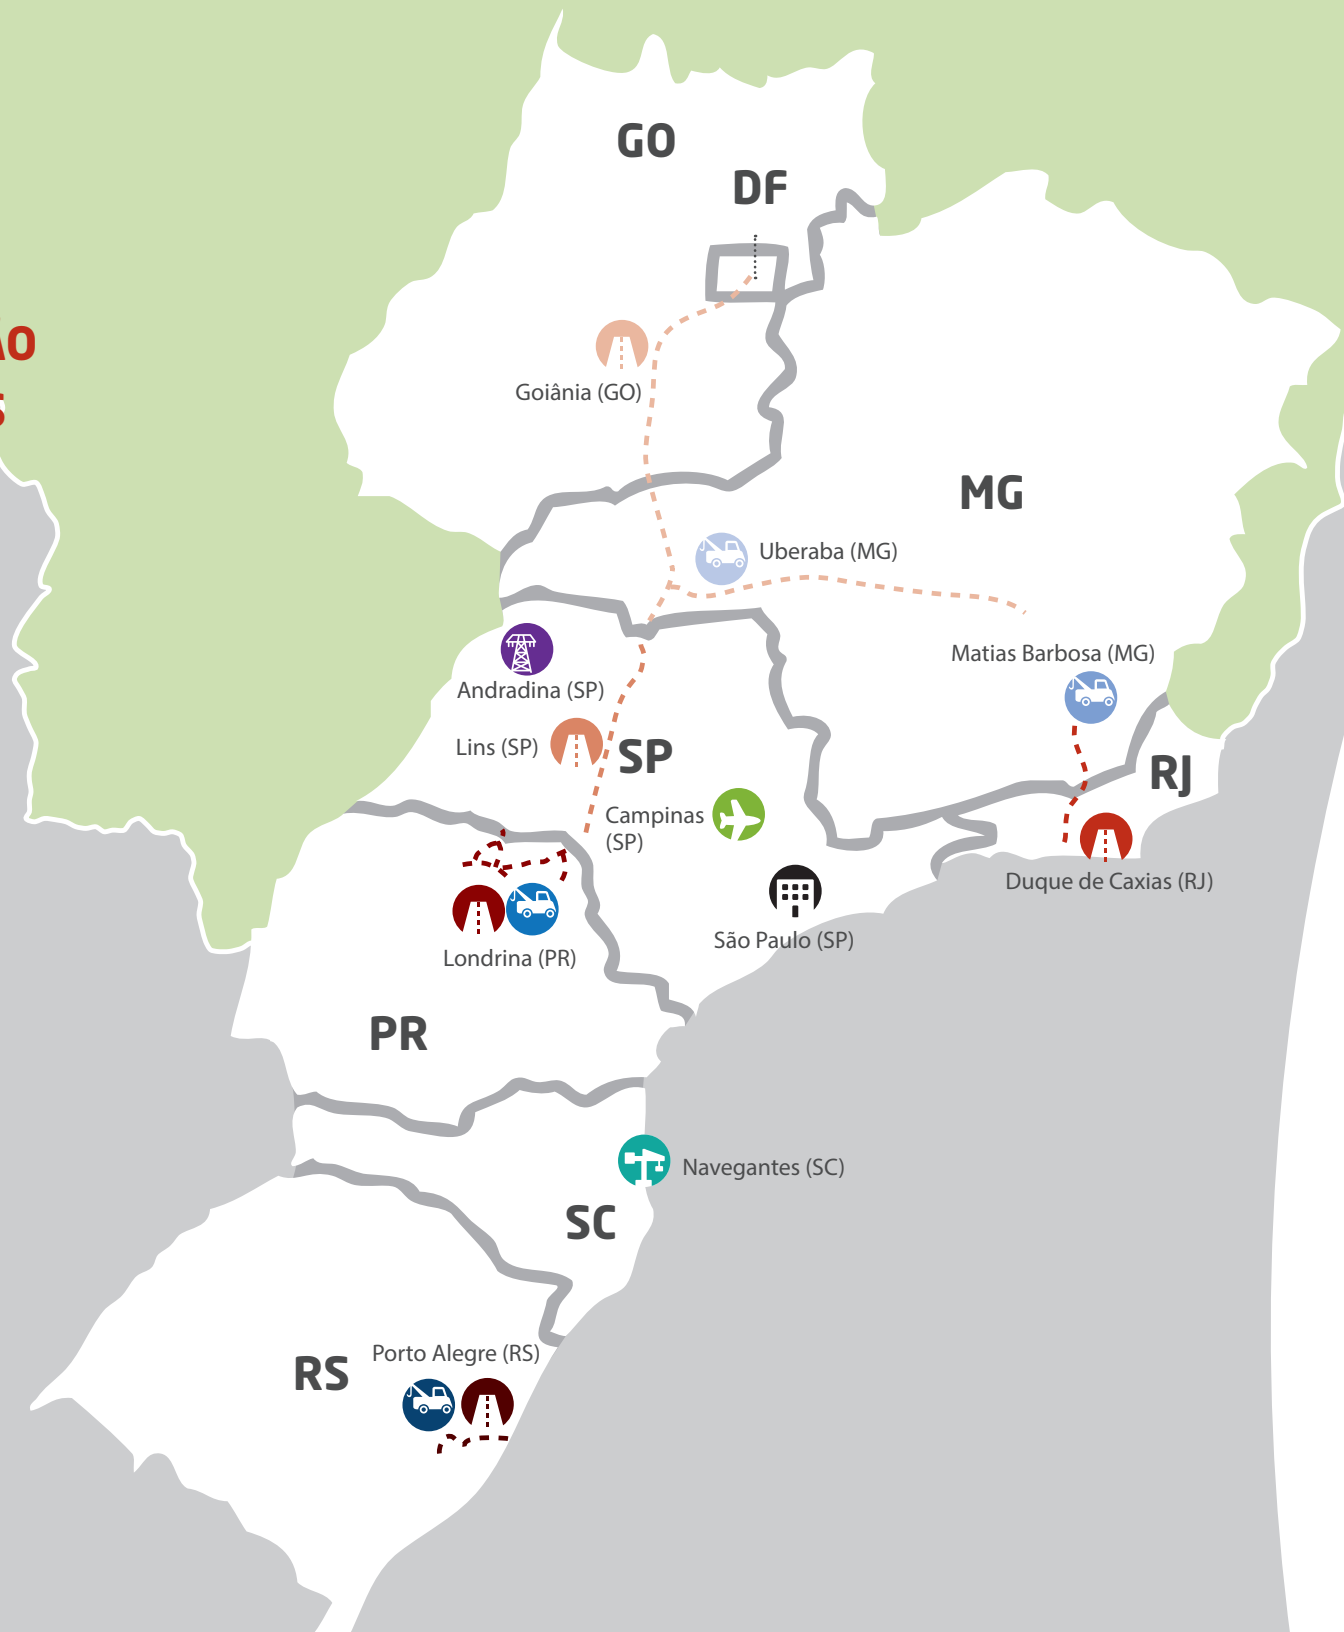 GO
DF
ÃO
S
Goiânia (GO)
MG
Uberaba (MG)
Matias Barbosa (MG)
Andradina (SP)
Lins (SP)
SP
RJ
Campinas
(SP)
Duque de Caxias (RJ)
São Paulo (SP)
Londrina (PR)
PR
Navegantes (SC)
SC
Porto Alegre (RS)
RS